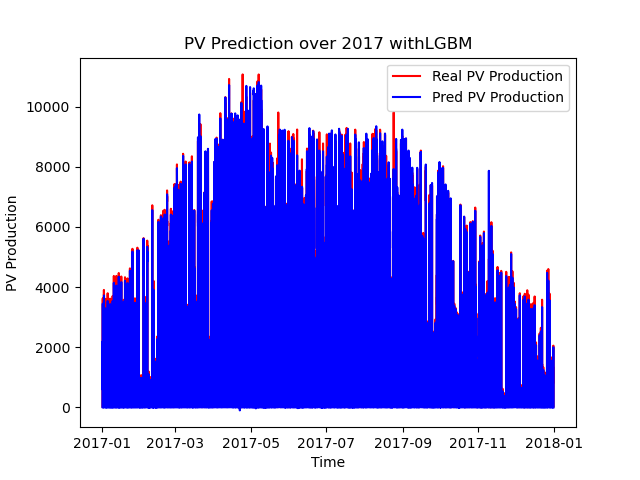 PV Prediction over 2017 withLGBM
Real PV Production
Pred PV Production
PV Production
10000
8000
6000
4000
2000
0
2017-01 2017-03 2017-05 2017-07 2017-09 2017-11 2018-01
Time